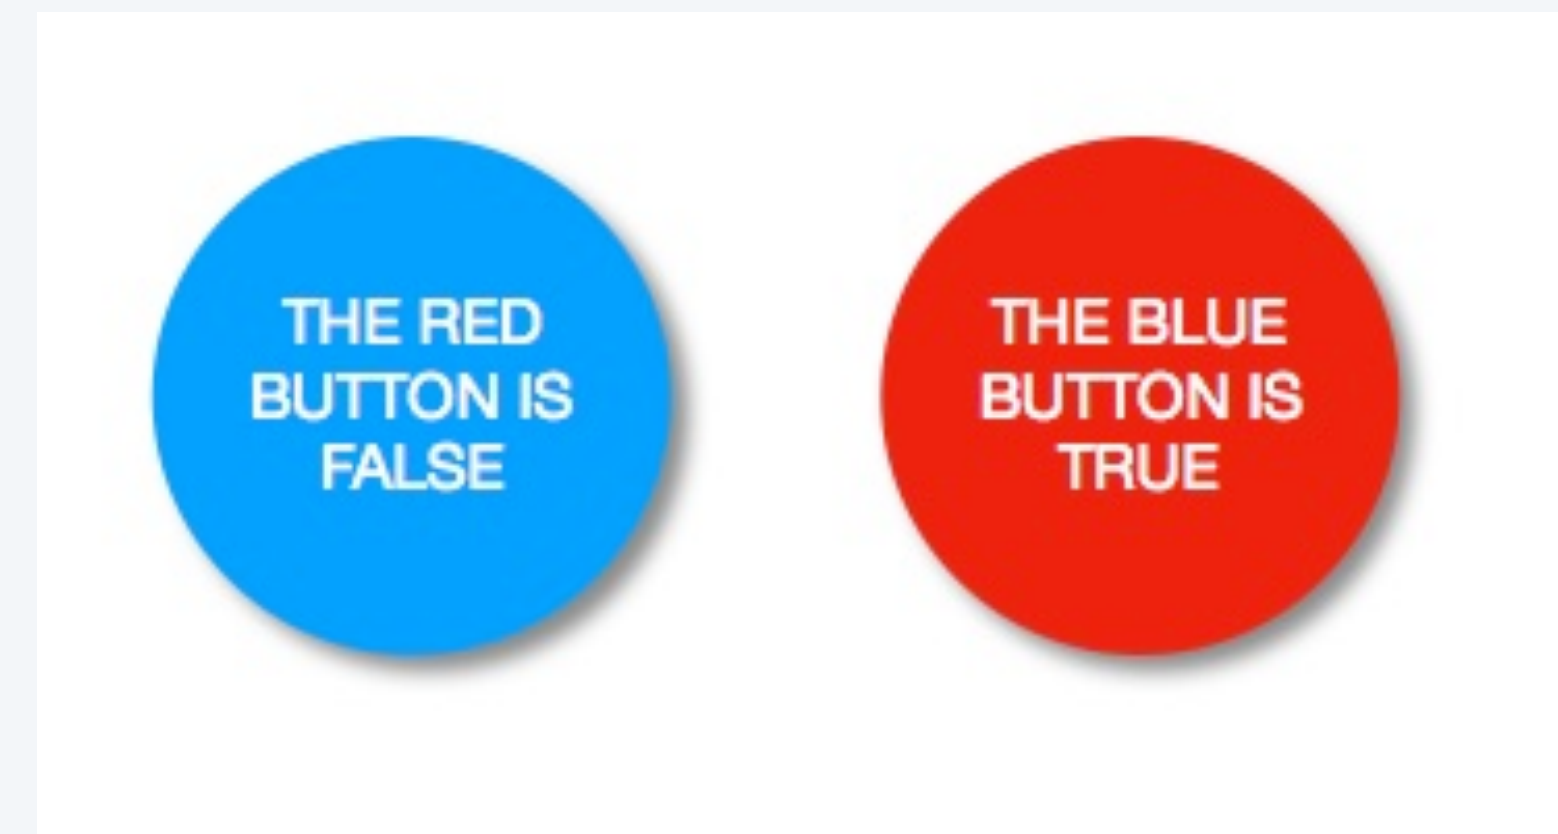 THE RED
BUTTON IS
FALSE
THE BLUE
BUTTON IS
TRUE